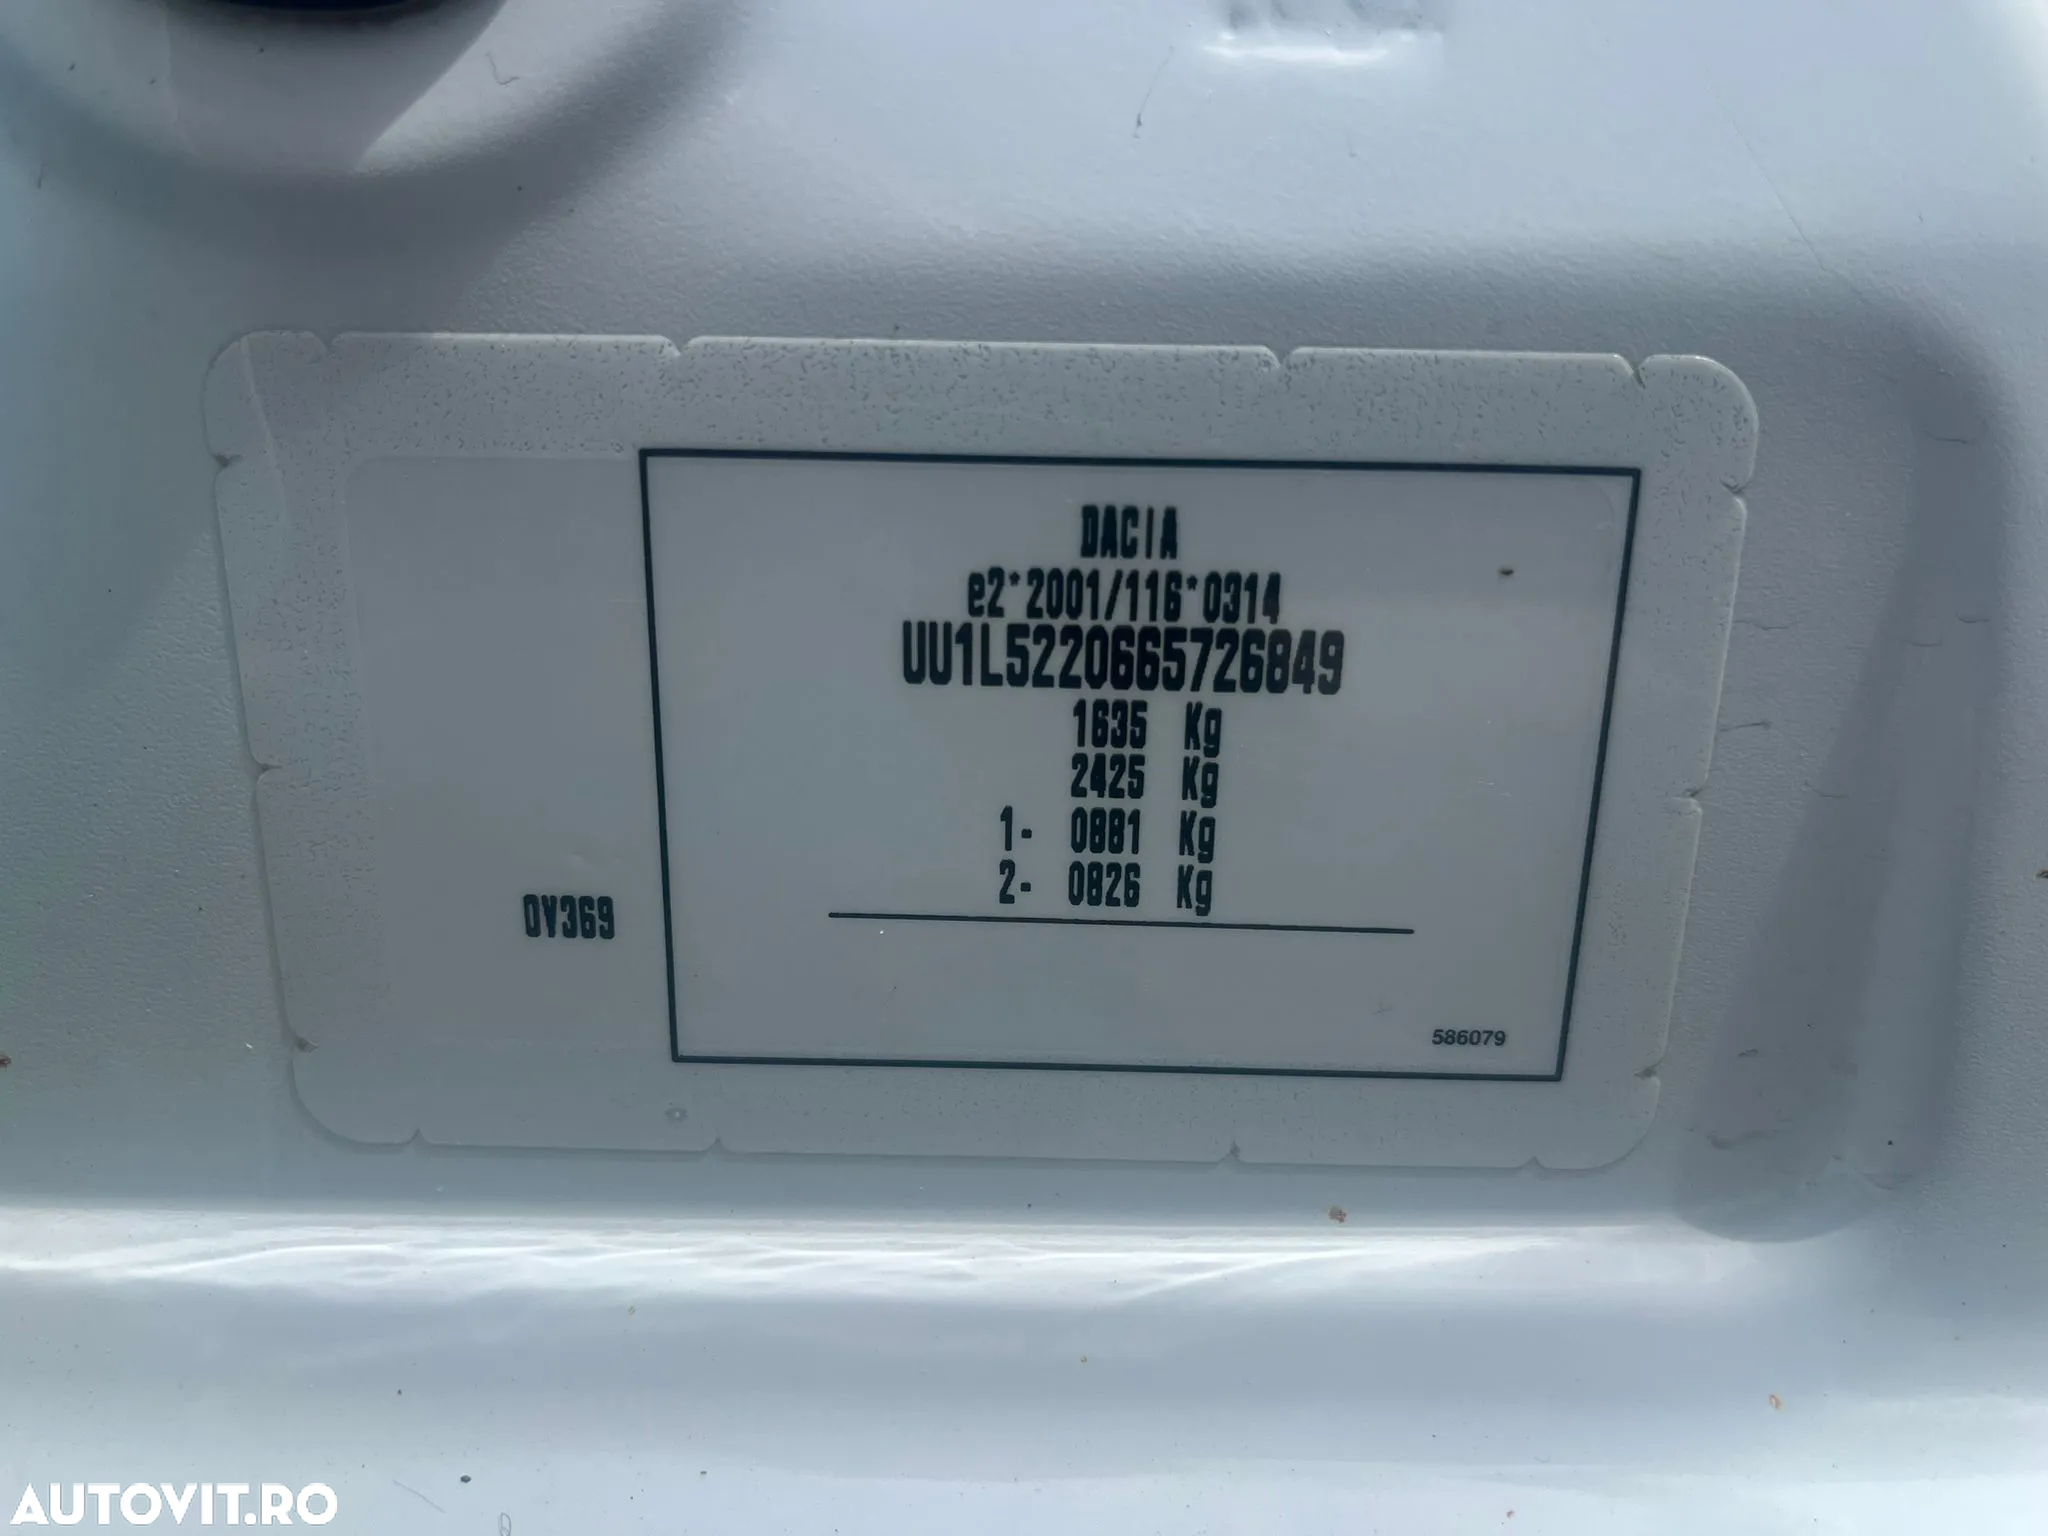 DACIA
e2*2001/116*0314
UU1L5220665726849
1635 Kg
2425 Kg
1- 0881 Kg
2- 0826 Kg
0V369
586079
AUTOVIT.RO